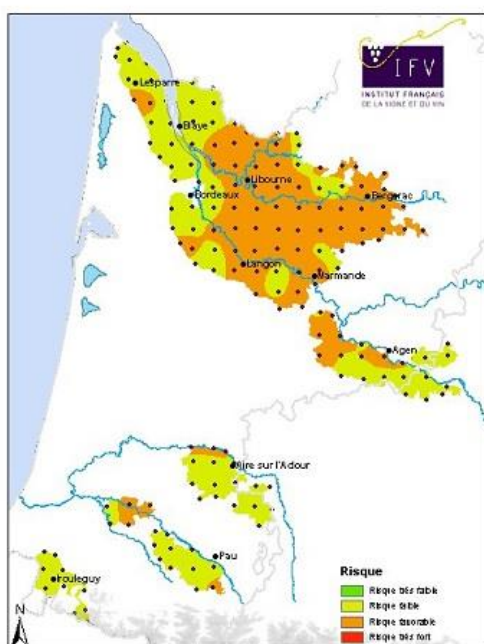 IFV
INSTITUT FRANÇAIS
DE LA VIGNE ET DU VIN
Lesparre
Blaye
Libourne
Bordeaux
Bergerac
Langon
Marmande
Agen
Aire sur l'Adour
Pau
Irouleguy
Risque
Risque très faible
Risque faible
Risque favorable
Risque très fort
N